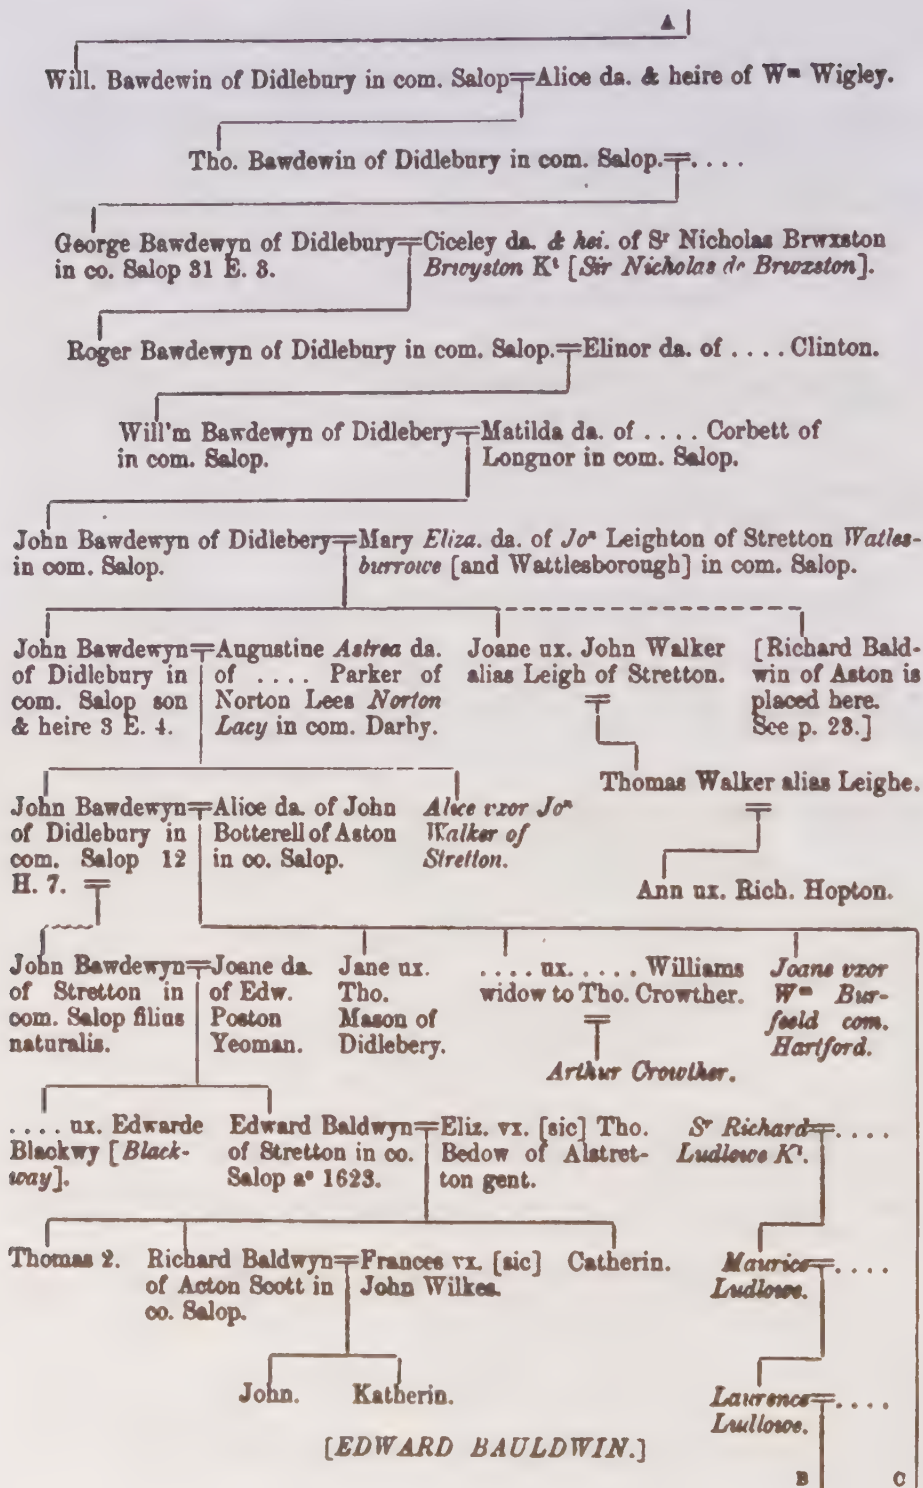 A
Will. Bawdewin of Didlebury in com. Salop=Alice da. & heire of Wm Wigley.
Tho. Bawdewin of Didlebury in com. Salop.=. . . .
George Bawdewyn of Didlebury=Ciceley da. & hei. of Sr Nicholas Brwxston
in co. Salop 31 E. 3. Brwyston Kt [Sir Nicholas de Brwxston].
Roger Bawdewyn of Didlebury in com. Salop.=Elinor da. of . . . . Clinton.
Will'm Bawdewyn of Didlebery=Matilda da. of . . . . Corbett of
in com. Salop. Longnor in com. Salop.
John Bawdewyn of Didlebery=Mary Eliza. da. of Jon Leighton of Stretton Watles-
in com. Salop. burrowe [and Wattlesborough] in com. Salop.
John Bawdewyn=
of Didlebury in
com. Salop son
& heire 3 E. 4.
Augustine Astrea da.
of . . . . Parker of
Norton Lees Norton
Lacy in com. Darby.
Joane ux. John Walker
alias Leigh of Stretton.
=
[Richard Bald-
win of Aston is
placed here.
See p. 23.]
Thomas Walker alias Leighe.
=
Ann ux. Rich. Hopton.
John Bawdewyn=
of Didlebury in
com. Salop 12
H. 7. =
Alice da. of John
Botterell of Aston
in co. Salop.
Alice vxor Jon
Walker of
Stretton.
John Bawdewyn=
of Stretton in
com. Salop filius
naturalis.
Joane da.
of Edw.
Poston
Yeoman.
Jane ux.
Tho.
Mason of
Didlebery.
. . . . ux. . . . . Williams
widow to Tho. Crowther.
=
Arthur Crowther.
Joane vxor
Wm Bur-
feeld com.
Hartford.
. . . . ux. Edwarde
Blackwy [Black-
way].
Edward Baldwyn=
of Stretton in co.
Salop ao 1623.
Eliz. vx. [sic] Tho.
Bedow of Alstret-
ton gent.
Sr Richard=. . . .
Ludlowe Kt.
Thomas 2.
Richard Baldwyn=
of Acton Scott in
co. Salop.
Frances vx. [sic]
John Wilkes.
Catherin.
Maurice=. . . .
Ludlowe.
John. Katherin.
Laurence=. . . .
Ludlowe.
[EDWARD BAULDWIN.]
B C